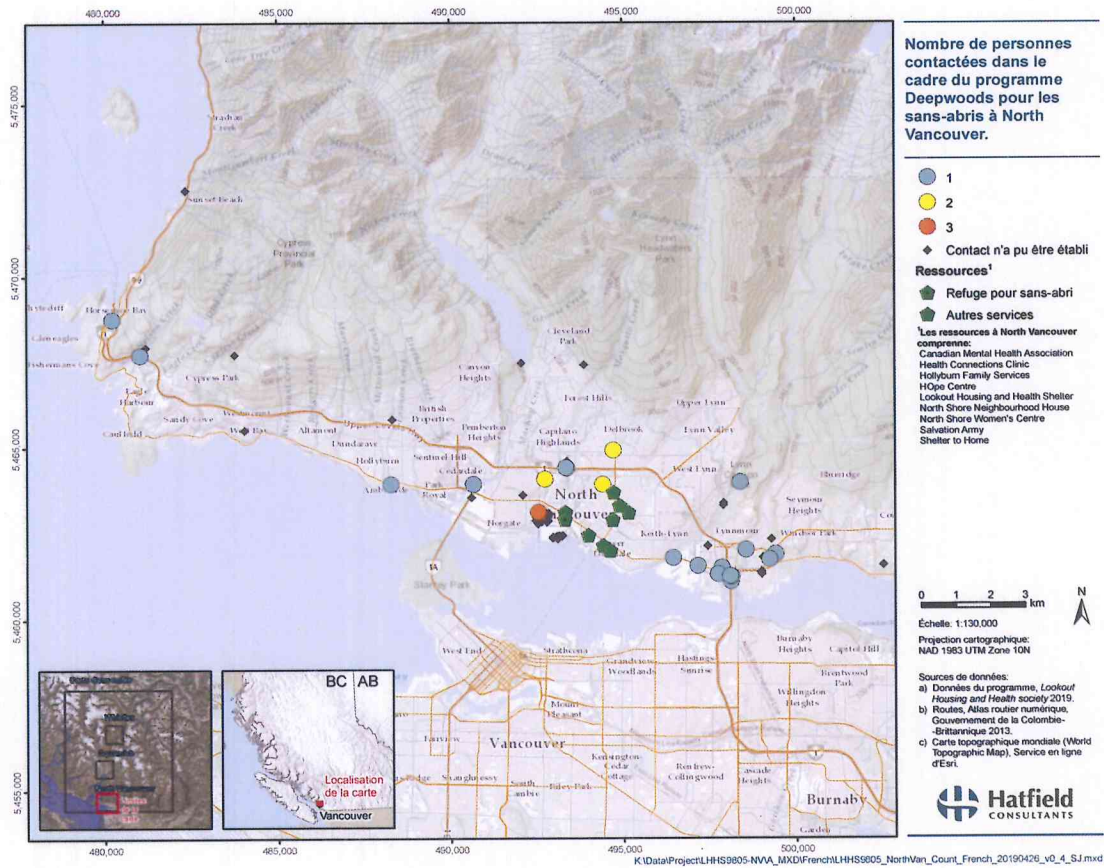 480,000
485,000
490,000
495,000
500,000
5,475,000
5,470,000
5,465,000
5,460,000
5,455,000
Sunset Beach
Cypress
Provincial
Park
99
Horseshoe Bay
Eagle
Harbour
Cypress Park
Sandy Cove
Westmount
West Bay
Altamont
Dundarave
Hollyburn
Ambleside
British
Properties
Sentinel Hill
Cedardale
Park
Royal
Pemberton
Heights
Canyon
Heights
Cleveland
Park
Forest Hills
Capilano
Highlands
Delbrook
Upper Lynn
Lynn Valley
West Lynn
Norgate
North
Vancouver
Keith-Lynn
Lynnmour
Seymour
Heights
Windsor Park
Blueridge
1A
Stanley Park
West End
Strathcona
Grandview
Woodlands
Hastings
Sunrise
Burnaby
Heights
Capitol Hill
Brentwood
Park
Willingdon
Heights
Mount
Pleasant
Fairview
Vancouver
Shaughnessy
South
Cambie
Riley Park
Kensington-
Cedar
Cottage
Renfrew-
Collingwood
Cascade
Heights
1
Burnaby
Garden
BC AB
Localisation
de la carte
Vancouver
Nombre de personnes
contactées dans le
cadre du programme
Deepwoods pour les
sans-abris à North
Vancouver.
1
2
3
Contact n'a pu être établi
Ressources¹
Refuge pour sans-abri
Autres services
¹Les ressources à North Vancouver
comprenne:
Canadian Mental Health Association
Health Connections Clinic
Hollyburn Family Services
HOpe Centre
Lookout Housing and Health Shelter
North Shore Neighbourhood House
North Shore Women's Centre
Salvation Army
Shelter to Home
0 1 2 3
km
N
Échelle: 1:130,000
Projection cartographique:
NAD 1983 UTM Zone 10N
Sources de données:
a) Données du programme, Lookout
Housing and Health society 2019.
b) Routes, Atlas routier numérique,
Gouvernement de la Colombie-
-Brittannique 2013.
c) Carte topographique mondiale (World
Topographic Map), Service en ligne
d'Esri.
Hatfield
CONSULTANTS
K:\Data\Project\LHHS9805-NV\A_MXD\French\LHHS9805_NorthVan_Count_French_20190426_v0_4_SJ.mxd